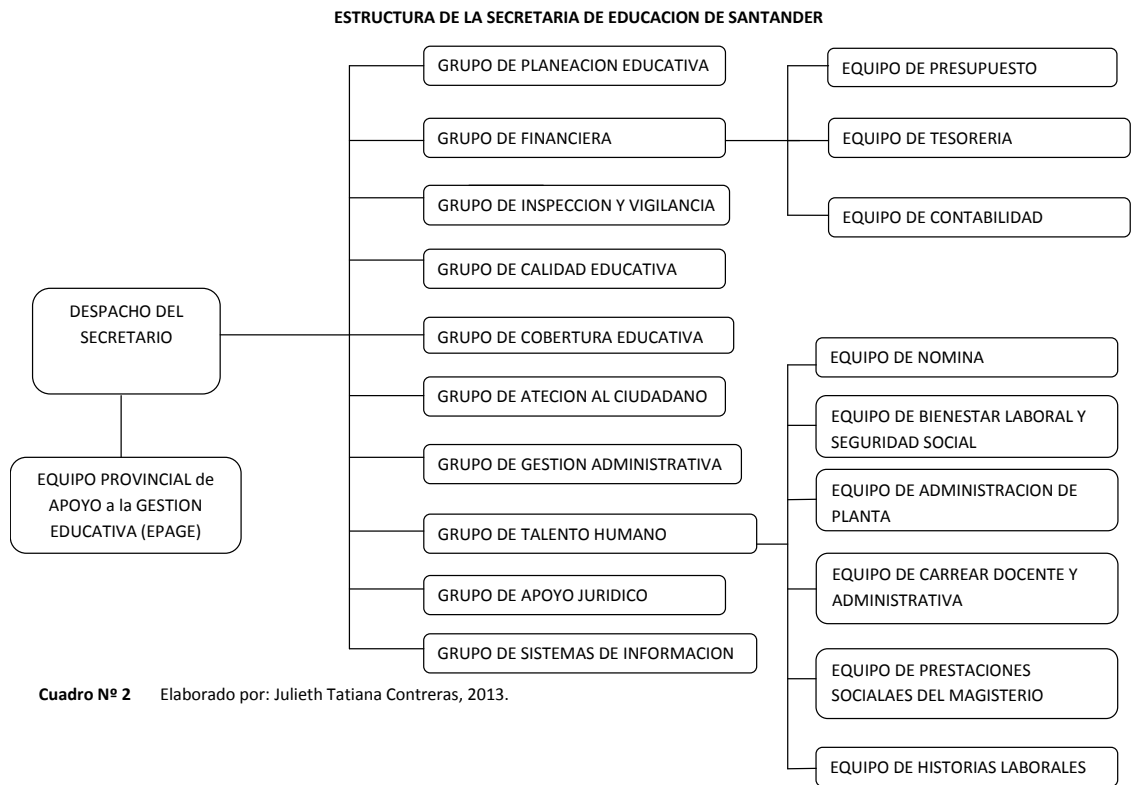 ESTRUCTURA DE LA SECRETARIA DE EDUCACION DE SANTANDER
DESPACHO DEL
SECRETARIO
EQUIPO PROVINCIAL de
APOYO a la GESTION
EDUCATIVA (EPAGE)
GRUPO DE PLANEACION EDUCATIVA
GRUPO DE FINANCIERA
GRUPO DE INSPECCION Y VIGILANCIA
GRUPO DE CALIDAD EDUCATIVA
GRUPO DE COBERTURA EDUCATIVA
GRUPO DE ATECION AL CIUDADANO
GRUPO DE GESTION ADMINISTRATIVA
GRUPO DE TALENTO HUMANO
GRUPO DE APOYO JURIDICO
GRUPO DE SISTEMAS DE INFORMACION
EQUIPO DE PRESUPUESTO
EQUIPO DE TESORERIA
EQUIPO DE CONTABILIDAD
EQUIPO DE NOMINA
EQUIPO DE BIENESTAR LABORAL Y
SEGURIDAD SOCIAL
EQUIPO DE ADMINISTRACION DE
PLANTA
EQUIPO DE CARREAR DOCENTE Y
ADMINISTRATIVA
EQUIPO DE PRESTACIONES
SOCIALAES DEL MAGISTERIO
EQUIPO DE HISTORIAS LABORALES
Cuadro Nº 2 Elaborado por: Julieth Tatiana Contreras, 2013.